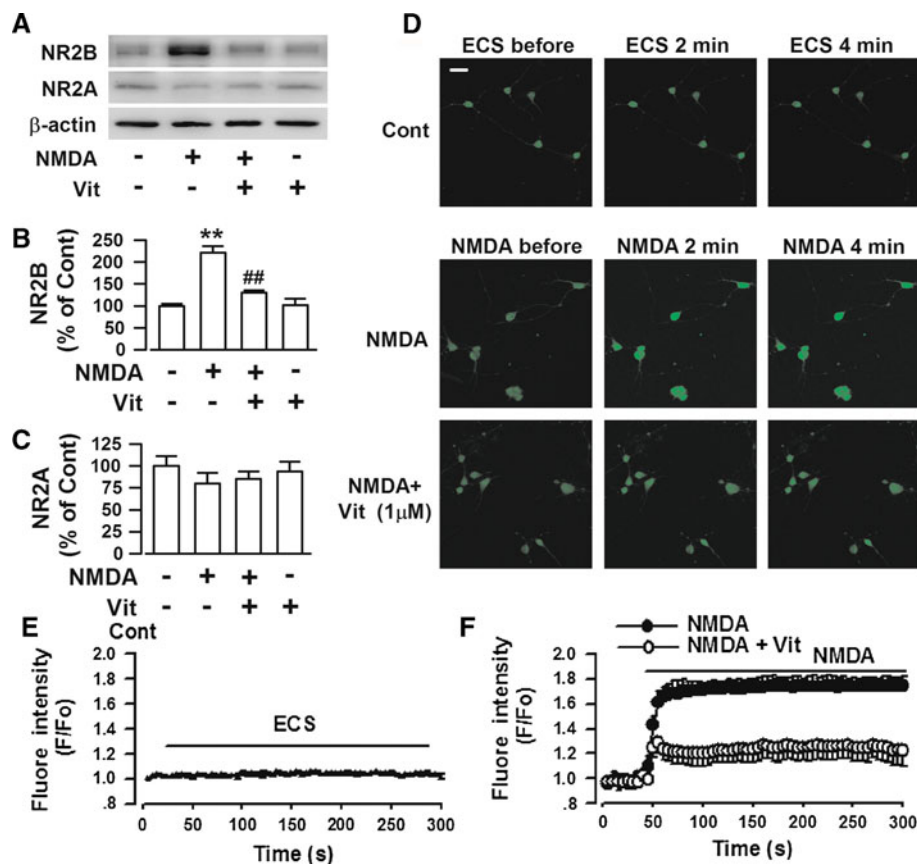 A
NR2B
NR2A
β-actin
NMDA - + + -
Vit - - + +
B
NR2B
(% of Cont)
250
200
150
100
50
0
**
##
NMDA - + + -
Vit - - + +
C
NR2A
(% of Cont)
125
100
75
50
25
0
NMDA - + + -
Vit - - + +
D
ECS before ECS 2 min ECS 4 min
Cont
NMDA before NMDA 2 min NMDA 4 min
NMDA
NMDA+
Vit (1μM)
E
Cont
Fluore intensity
(F/Fo)
2.0
1.8
1.6
1.4
1.2
1.0
.8
ECS
0 50 100 150 200 250 300
Time (s)
F
NMDA
NMDA + Vit
NMDA
Fluore intensity
(F/Fo)
2.0
1.8
1.6
1.4
1.2
1.0
.8
0 50 100 150 200 250 300
Time (s)